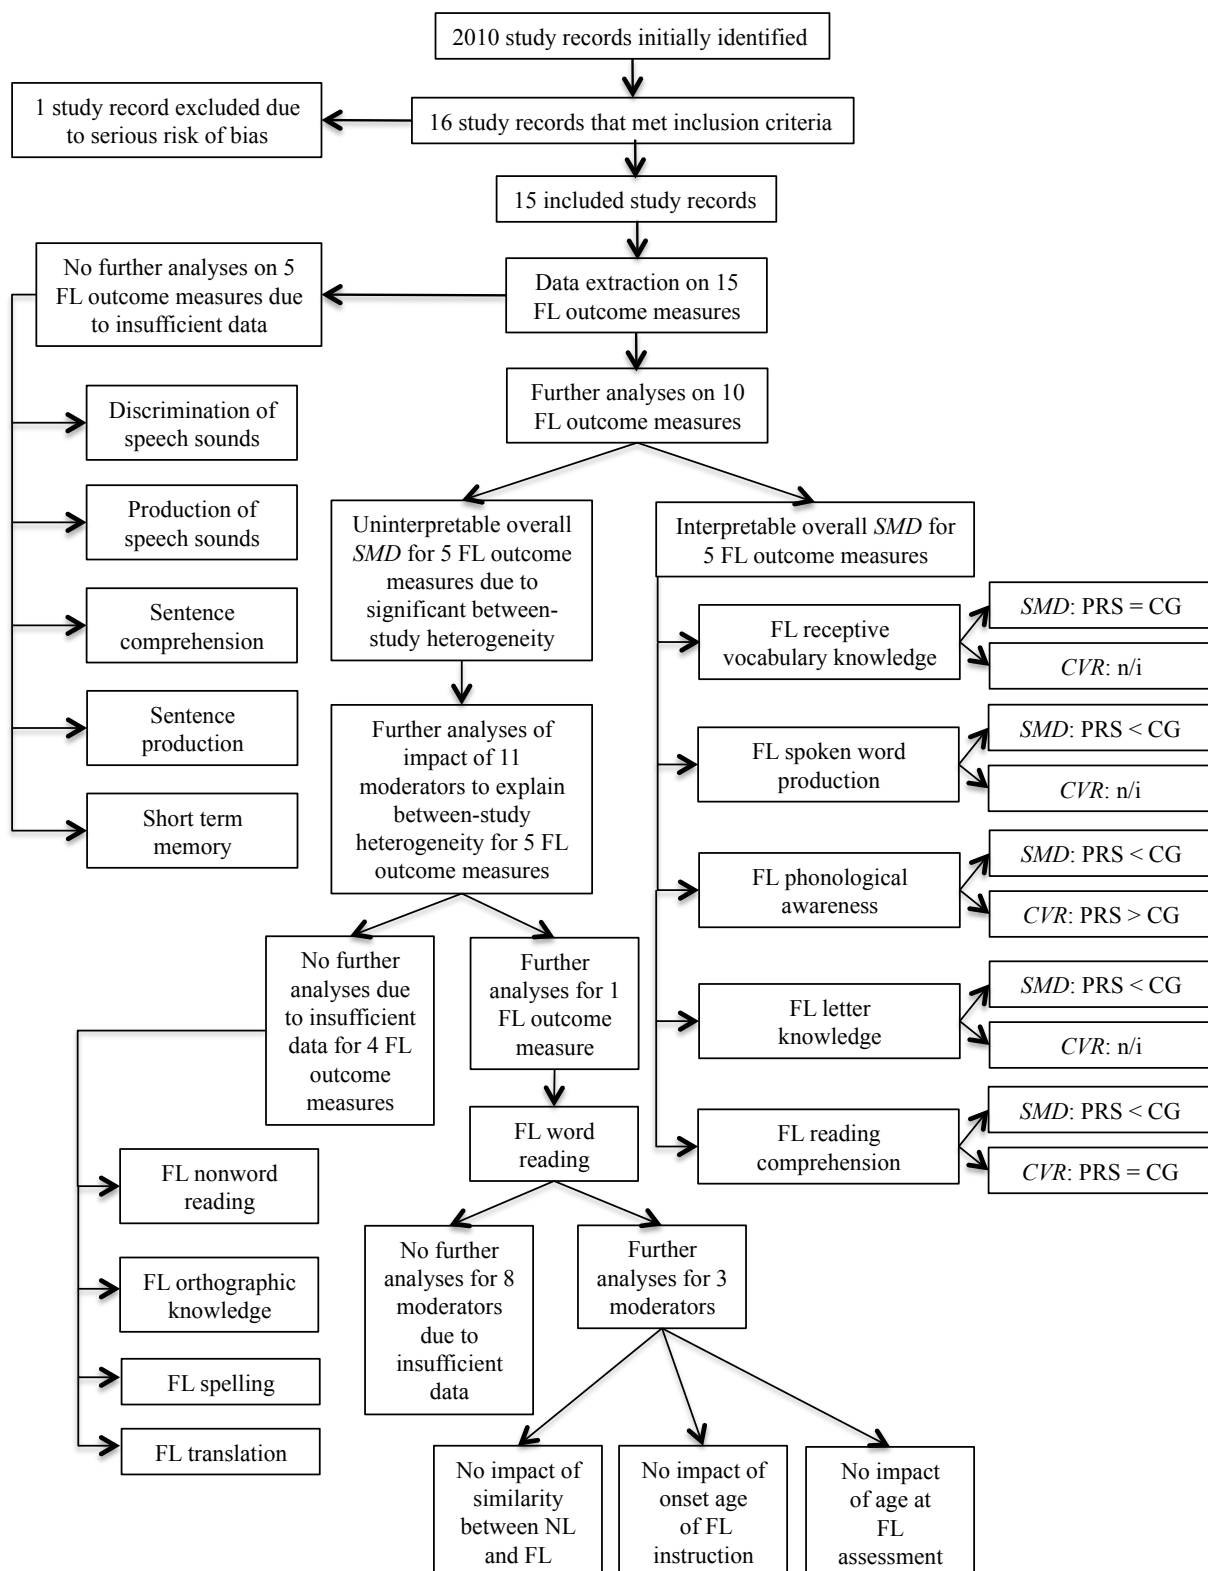 2010 study records initially identified
1 study record excluded due
to serious risk of bias
16 study records that met inclusion criteria
15 included study records
No further analyses on 5
FL outcome measures due
to insufficient data
Data extraction on 15
FL outcome measures
Further analyses on 10
FL outcome measures
Discrimination of
speech sounds
Production of
speech sounds
Sentence
comprehension
Sentence
production
Short term
memory
Uninterpretable overall
SMD for 5 FL outcome
measures due to
significant between-
study heterogeneity
Interpretable overall SMD for
5 FL outcome measures
FL receptive
vocabulary knowledge
SMD: PRS = CG
CVR: n/i
FL spoken word
production
SMD: PRS < CG
CVR: n/i
FL phonological
awareness
SMD: PRS < CG
CVR: PRS > CG
FL letter
knowledge
SMD: PRS < CG
CVR: n/i
FL reading
comprehension
SMD: PRS < CG
CVR: PRS = CG
Further analyses of
impact of 11
moderators to explain
between-study
heterogeneity for 5 FL
outcome measures
No further
analyses due
to insufficient
data for 4 FL
outcome
measures
Further
analyses for 1
FL outcome
measure
FL nonword
reading
FL orthographic
knowledge
FL spelling
FL translation
FL word
reading
No further
analyses for 8
moderators
due to
insufficient
data
Further
analyses for 3
moderators
No impact of
similarity
between NL
and FL
No impact of
onset age
of FL
instruction
No impact
of age at
FL
assessment